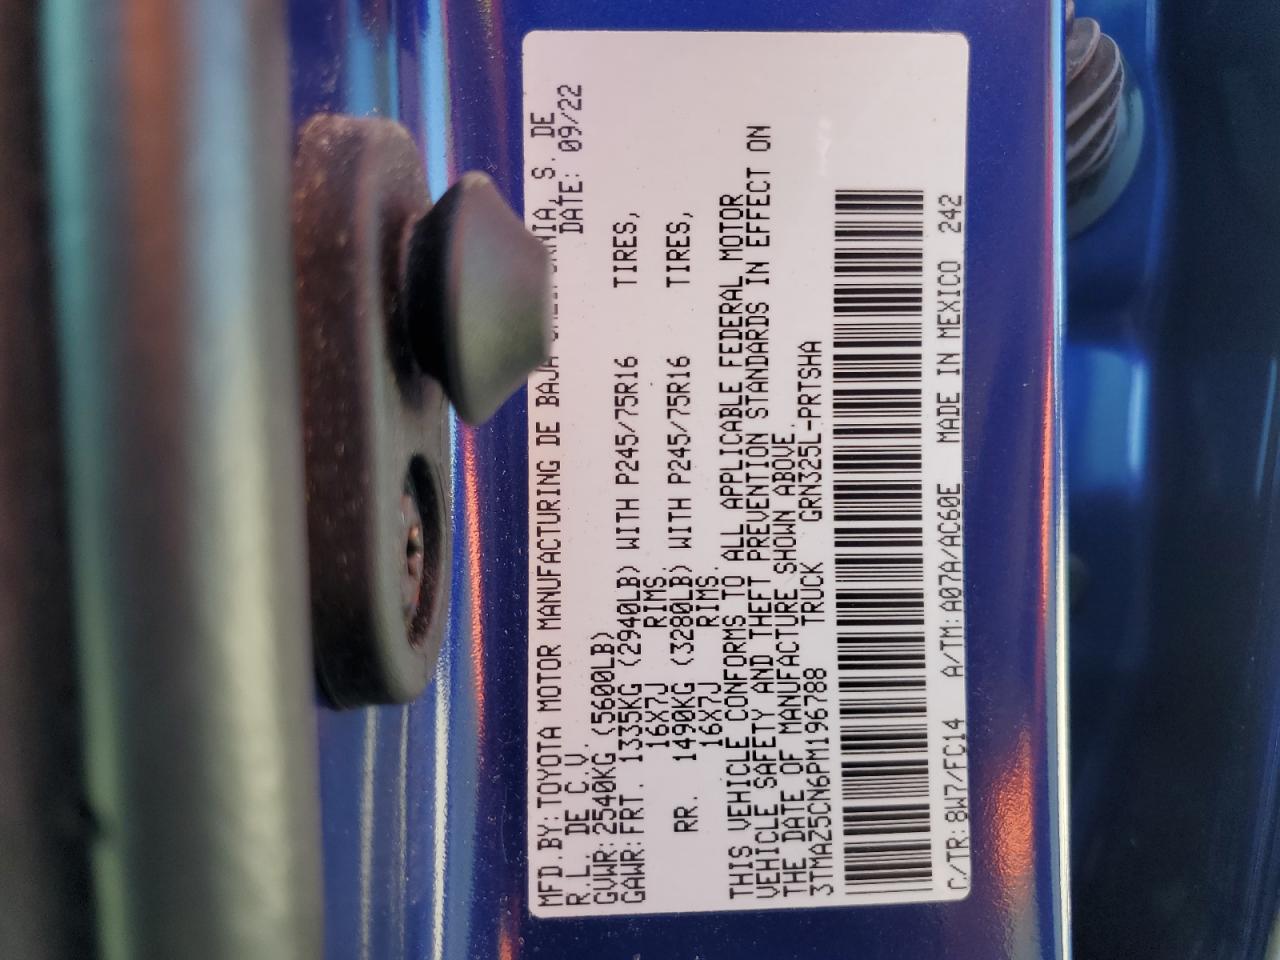 MFD.BY:TOYOTA MOTOR MANUFACTURING DE BAJA CALIFORNIA, S. DE
R.L. DE C.V. DATE: 09/22
GVWR:2540KG (5600LB)
GAWR:FRT. 1335KG (2940LB) WITH P245/75R16 TIRES,
16X7J RIMS.
RR. 1490KG (3280LB) WITH P245/75R16 TIRES,
16X7J RIMS.
THIS VEHICLE CONFORMS TO ALL APPLICABLE FEDERAL MOTOR
VEHICLE SAFETY AND THEFT PREVENTION STANDARDS IN EFFECT ON
THE DATE OF MANUFACTURE SHOWN ABOVE.
3TMAZ5CN6PM196788 TRUCK GRN325L-PRTSHA
C/TR:8W7/FC14 A/TM:A07A/AC60E MADE IN MEXICO 242